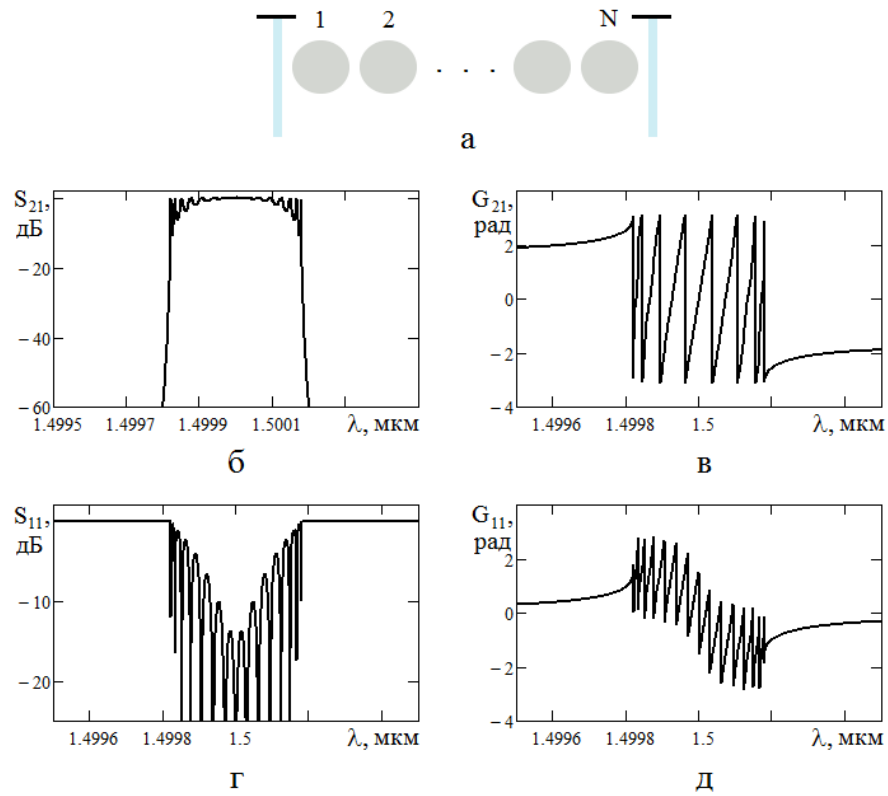 1 2 N
. . .
а
S21,
дБ
−20
−40
−60
1.4995 1.4997 1.4999 1.5001 λ, мкм
б
G21,
рад
2
0
−2
−4
1.4996 1.4998 1.5 λ, мкм
в
S11,
дБ
−10
−20
1.4996 1.4998 1.5 λ, мкм
г
G11,
рад
2
0
−2
−4
1.4996 1.4998 1.5 λ, мкм
д